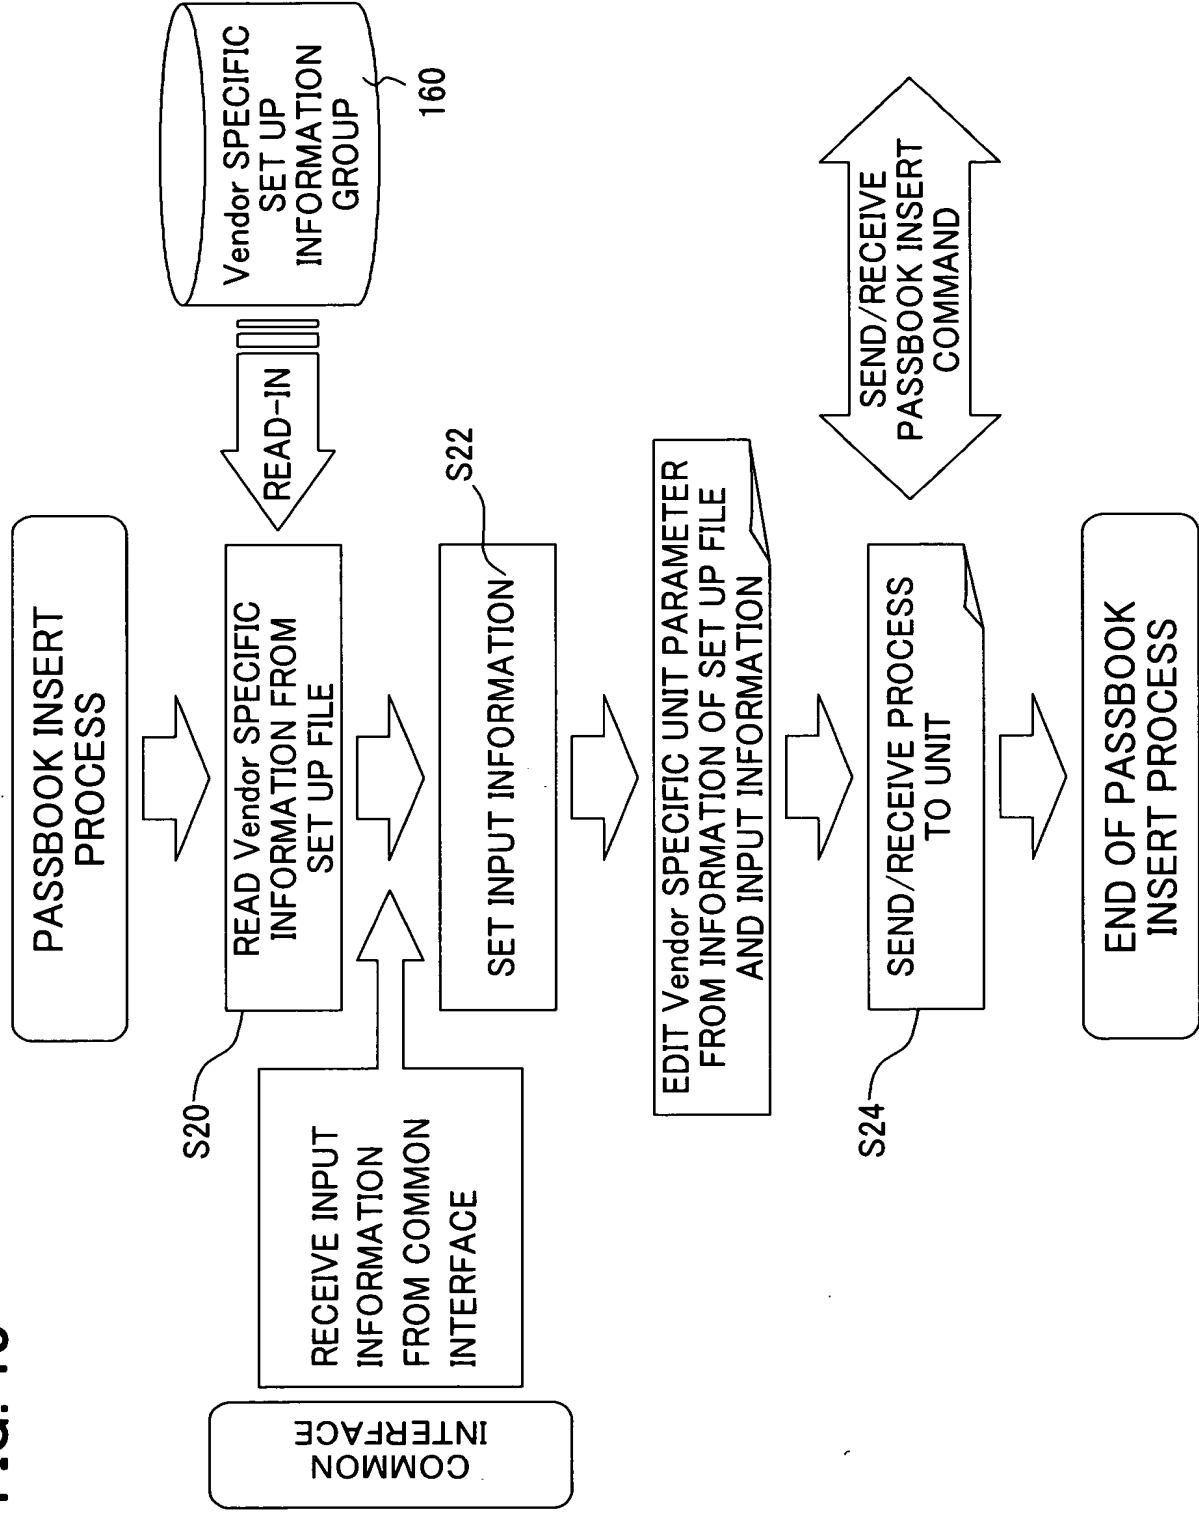 PASSBOOK INSERT
PROCESS
READ Vendor SPECIFIC
INFORMATION FROM
SET UP FILE
S20
READ-IN
Vendor SPECIFIC
SET UP
INFORMATION
GROUP
160
COMMON
INTERFACE
RECEIVE INPUT
INFORMATION
FROM COMMON
INTERFACE
SET INPUT INFORMATION
S22
EDIT Vendor SPECIFIC UNIT PARAMETER
FROM INFORMATION OF SET UP FILE
AND INPUT INFORMATION
SEND/RECEIVE PROCESS
TO UNIT
S24
SEND/RECEIVE
PASSBOOK INSERT
COMMAND
END OF PASSBOOK
INSERT PROCESS